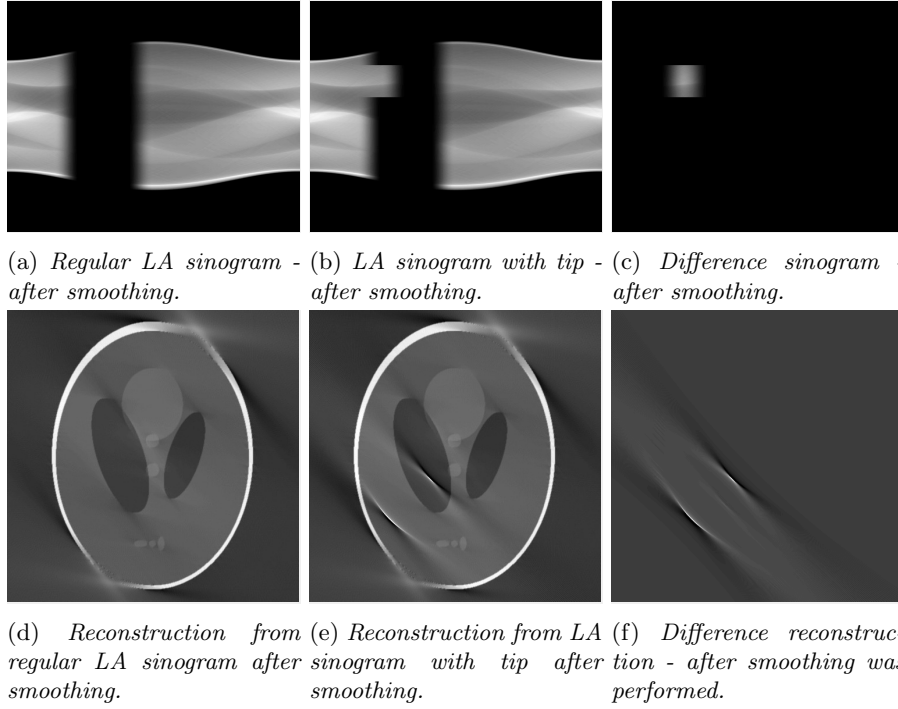 (a) Regular LA sinogram -
after smoothing.
(b) LA sinogram with tip -
after smoothing.
(c) Difference sinogram -
after smoothing.
(d) Reconstruction from
regular LA sinogram after
smoothing.
(e) Reconstruction from LA
sinogram with tip after
smoothing.
(f) Difference reconstruc-
tion - after smoothing was
performed.